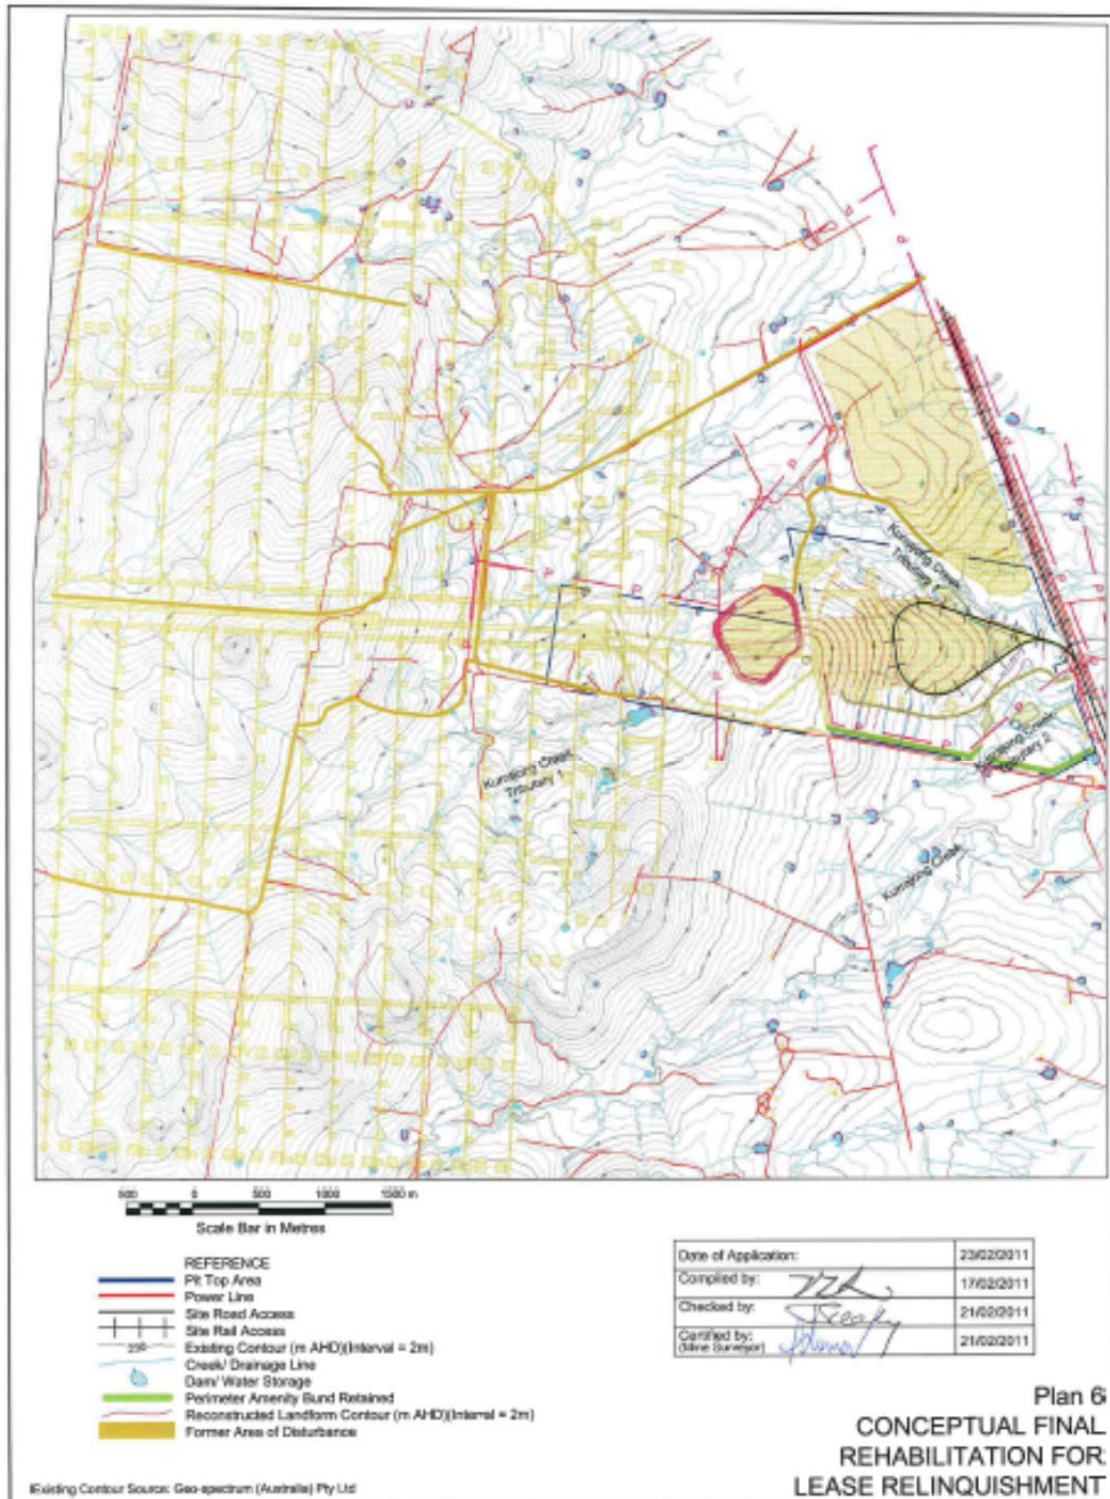 Kurrajong Creek
Tributary 1
Kurrajong Creek
Tributary 2
Kurrajong Creek
Tributary 1
Kurrajong Creek
500 0 500 1000 1500 m
Scale Bar in Metres
REFERENCE
Pit Top Area
Power Line
Site Road Access
Site Rail Access
Existing Contour (m AHD)(Interval = 2m)
Creek/ Drainage Line
Dam/ Water Storage
Perimeter Amenity Bund Retained
Reconstructed Landform Contour (m AHD)(Interval = 2m)
Former Area of Disturbance
Date of Application: 23/02/2011
Compiled by: 17/02/2011
Checked by: 21/02/2011
Certified by: 21/02/2011
(Mine Surveyor)
Plan 6
CONCEPTUAL FINAL
REHABILITATION FOR
LEASE RELINQUISHMENT
Existing Contour Source: Geo-spectrum (Australia) Pty Ltd